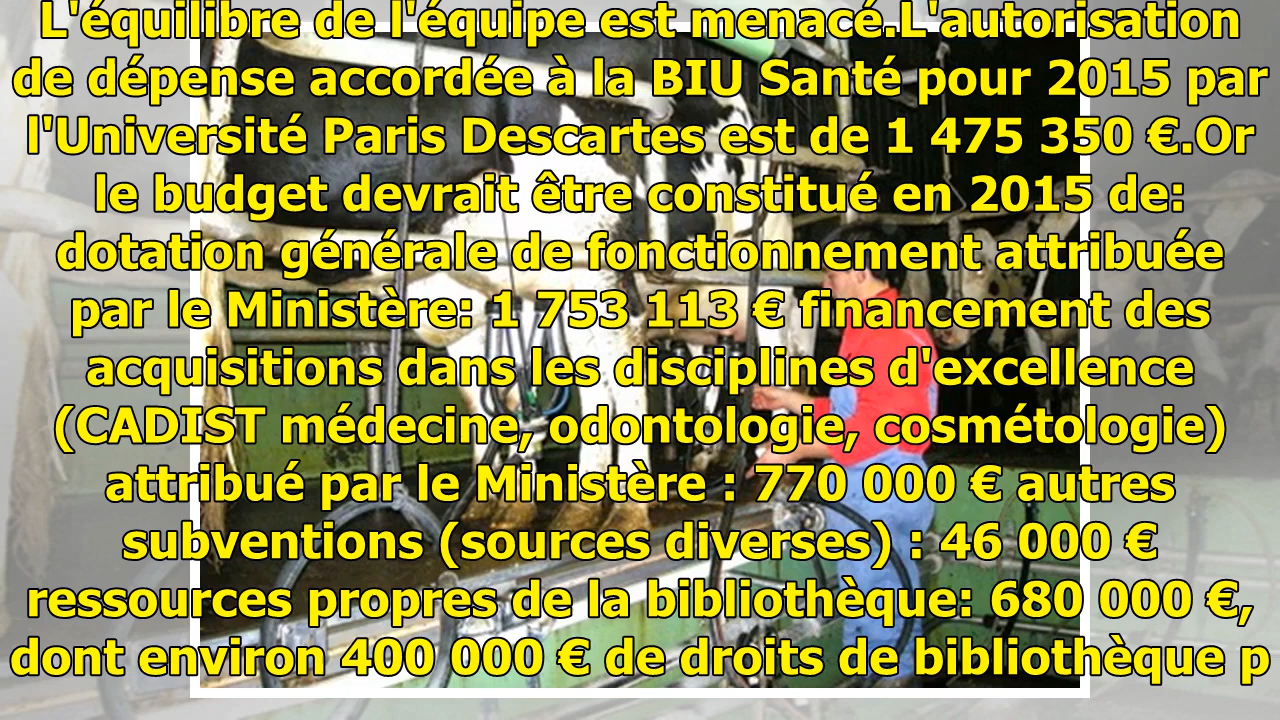 L'équilibre de l'équipe est menacé.L'autorisation
de dépense accordée à la BIU Santé pour 2015 par
l'Université Paris Descartes est de 1 475 350 €.Or
le budget devrait être constitué en 2015 de:
dotation générale de fonctionnement attribuée
par le Ministère: 1 753 113 € financement des
acquisitions dans les disciplines d'excellence
(CADIST médecine, odontologie, cosmétologie)
attribué par le Ministère : 770 000 € autres
subventions (sources diverses) : 46 000 €
ressources propres de la bibliothèque: 680 000 €,
dont environ 400 000 € de droits de bibliothèque p